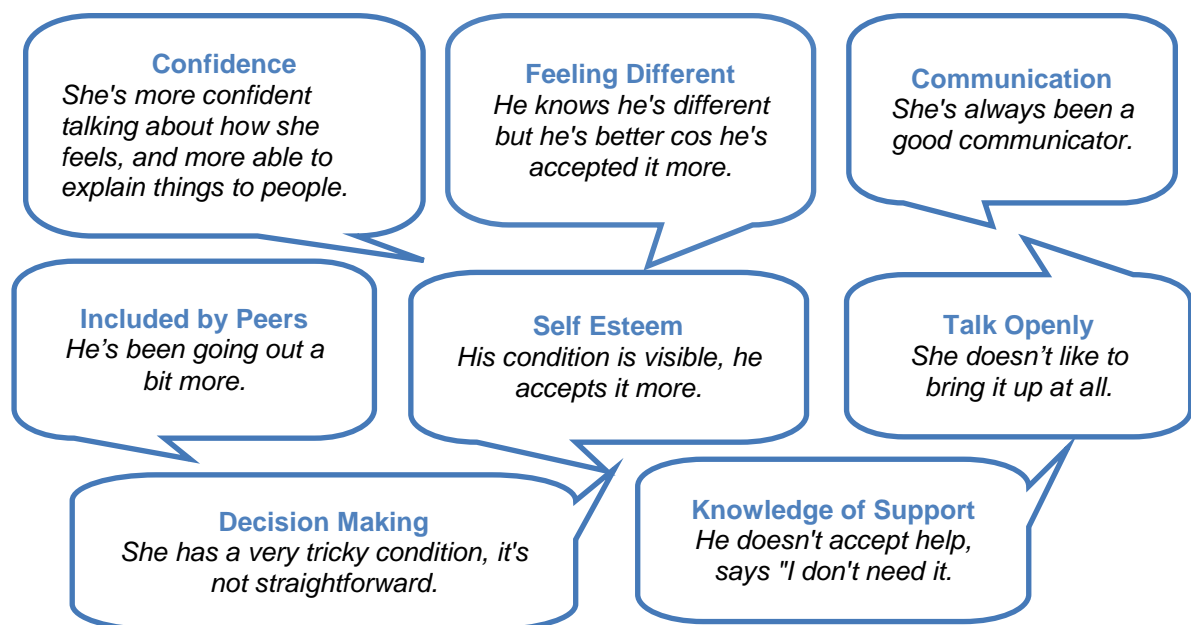 Confidence
She's more confident
talking about how she
feels, and more able to
explain things to people.
Feeling Different
He knows he's different
but he's better cos he's
accepted it more.
Communication
She's always been a
good communicator.
Included by Peers
He’s been going out a
bit more.
Self Esteem
His condition is visible, he
accepts it more.
Talk Openly
She doesn’t like to
bring it up at all.
Decision Making
She has a very tricky condition, it's
not straightforward.
Knowledge of Support
He doesn't accept help,
says "I don't need it.